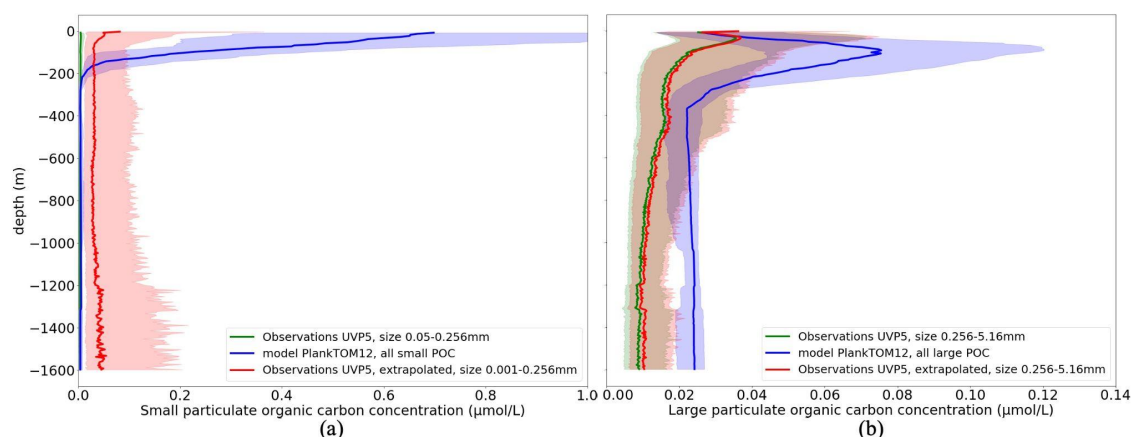 0
−200
−400
−600
−800
−1000
−1200
−1400
−1600
depth (m)
0.0 0.2 0.4 0.6 0.8 1.0
Observations UVP5, size 0.05-0.256mm
model PlankTOM12, all small POC
Observations UVP5, extrapolated, size 0.001-0.256mm
Small particulate organic carbon concentration (μmol/L)
(a)
0.00 0.02 0.04 0.06 0.08 0.10 0.12 0.14
Observations UVP5, size 0.256-5.16mm
model PlankTOM12, all large POC
Observations UVP5, extrapolated, size 0.256-5.16mm
Large particulate organic carbon concentration (μmol/L)
(b)